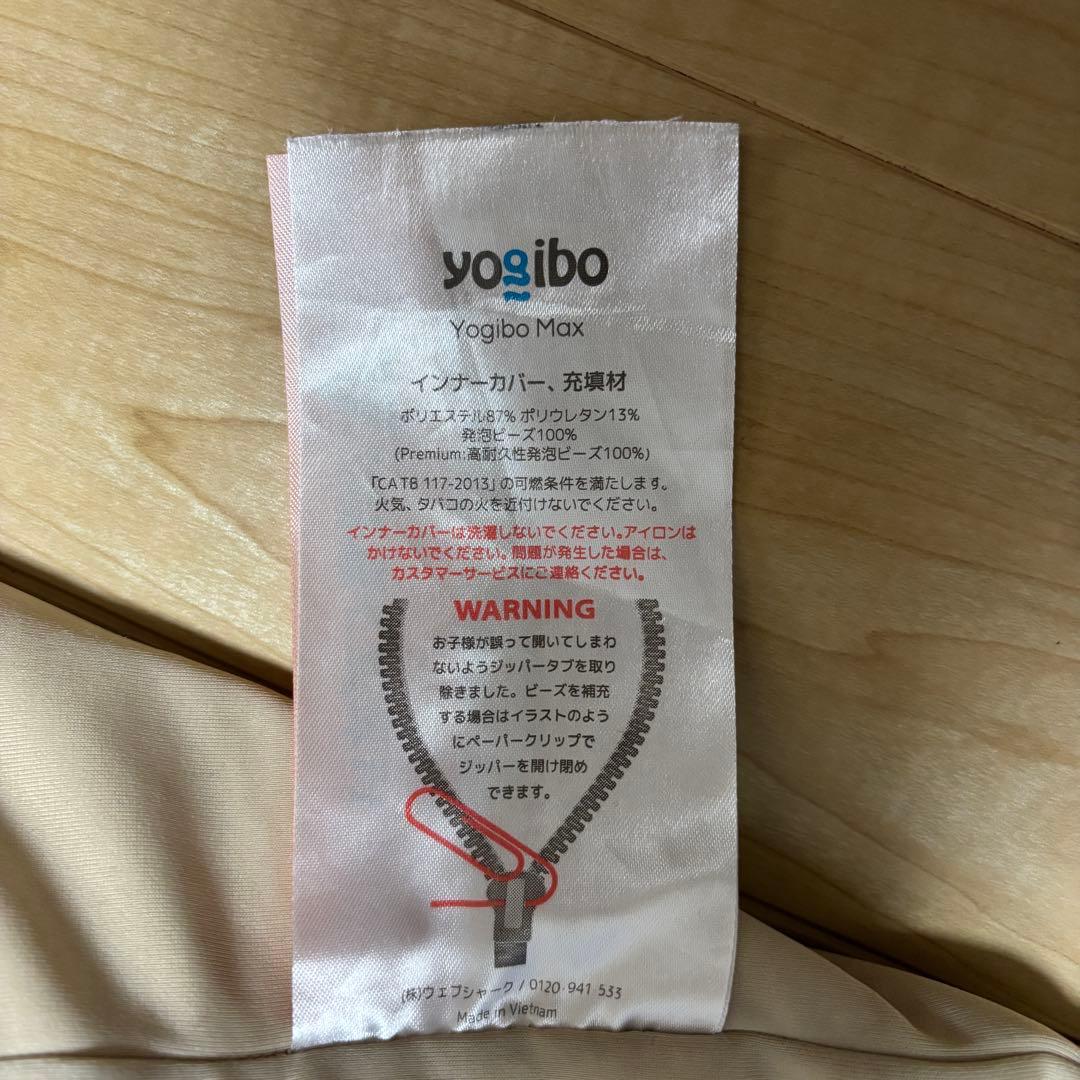 yogibo
Yogibo Max
インナーカバー、充填材
ポリエステル87% ポリウレタン13%
発泡ビーズ100%
(Premium:高耐久性発泡ビーズ100%)
「CATB 117-2013」の可燃条件を満たします。
火気、タバコの火を近付けないでください。
インナーカバーは洗濯しないでください。アイロンは
かけないでください。問題が発生した場合は、
カスタマーサービスにご連絡ください。
WARNING
お子様が誤って開いてしまわ
ないようジッパータブを取り
除きました。ビーズを補充
する場合はイラストのよう
にペーパークリップで
ジッパーを開け閉め
できます。
(株)ウェブシャーク / 0120-941-533
Made in Vietnam